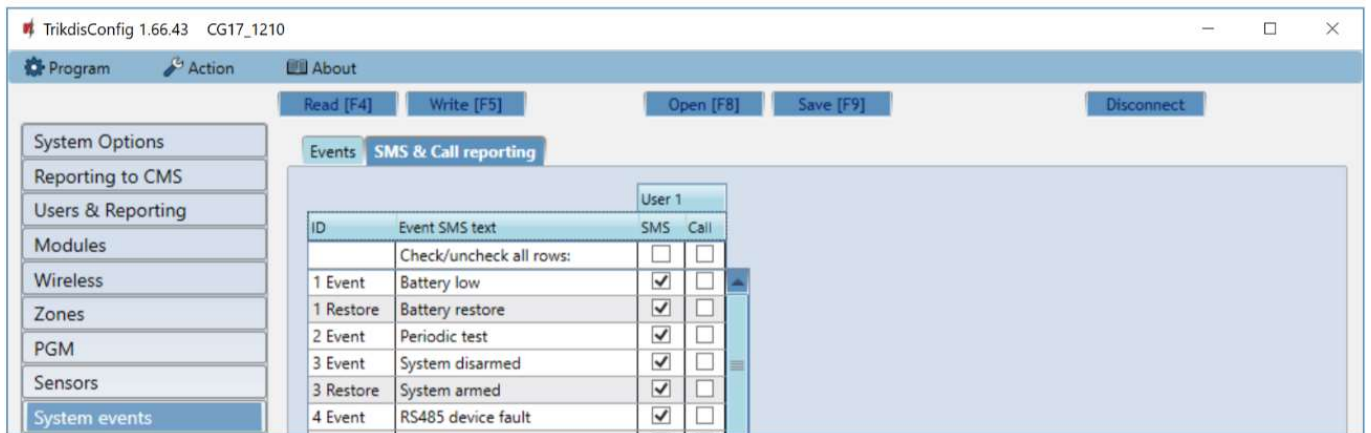 TrikdisConfig 1.66.43 CG17_1210
Program Action About
Read [F4] Write [F5] Open [F8] Save [F9] Disconnect
System Options
Reporting to CMS
Users & Reporting
Modules
Wireless
Zones
PGM
Sensors
System events
Events SMS & Call reporting
User 1
ID Event SMS text SMS Call
Check/uncheck all rows:
1 Event Battery low
1 Restore Battery restore
2 Event Periodic test
3 Event System disarmed
3 Restore System armed
4 Event RS485 device fault